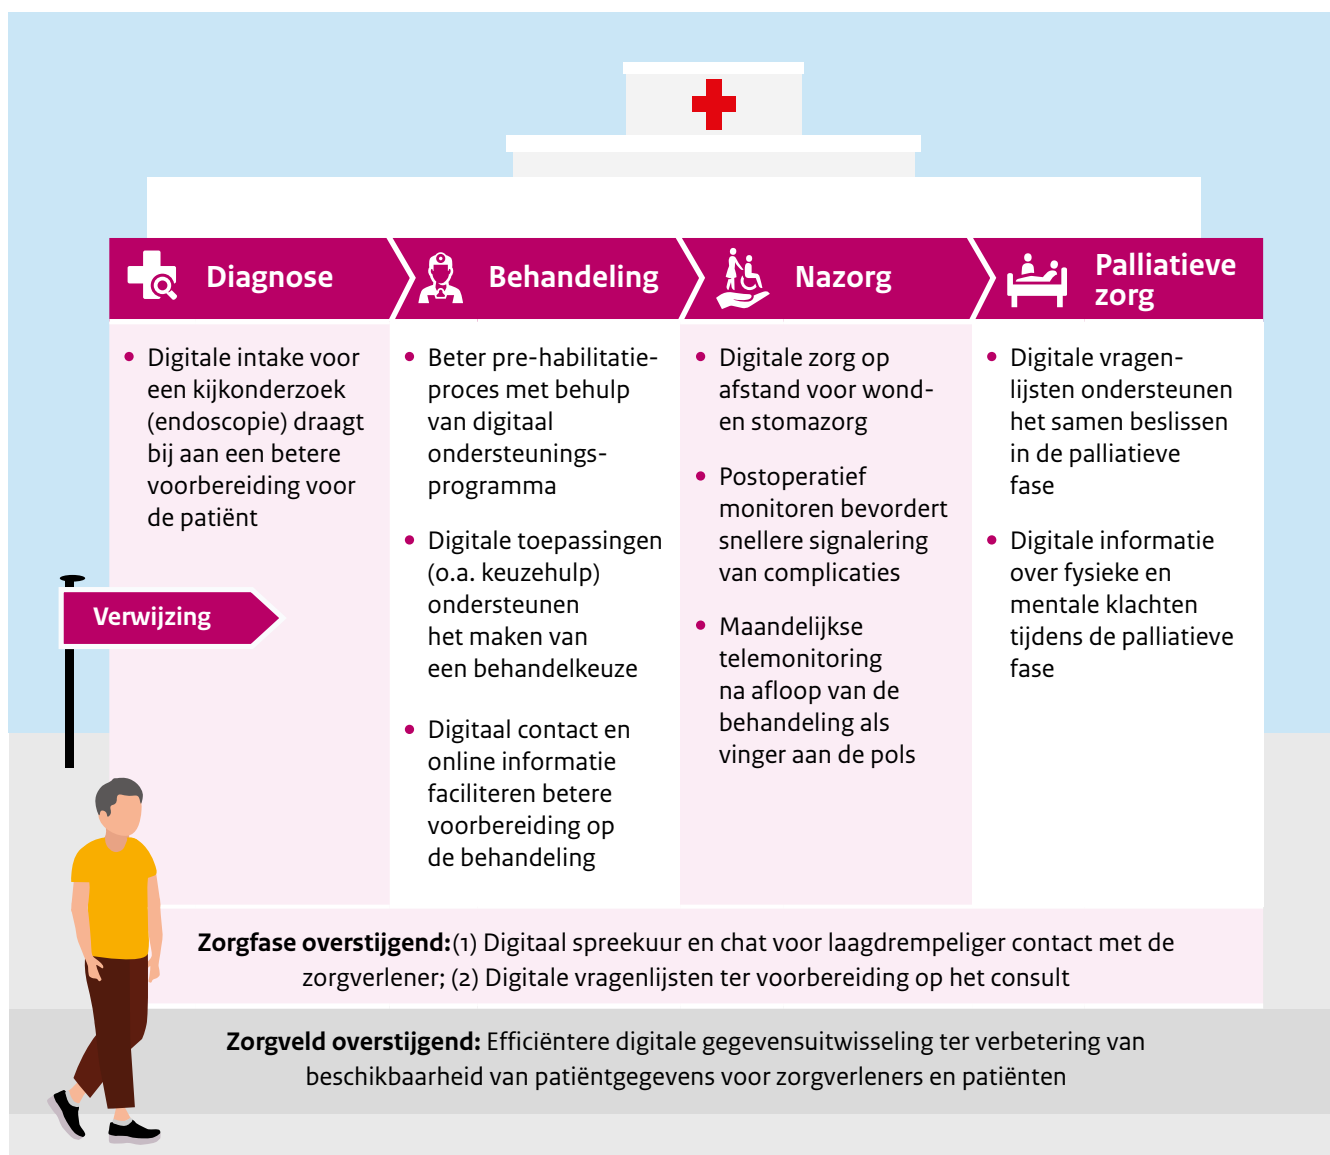 Diagnose
Behandeling
Nazorg
Palliatieve
zorg
• Digitale intake voor
een kijkonderzoek
(endoscopie) draagt
bij aan een betere
voorbereiding voor
de patiënt
• Beter pre-habilitatie-
proces met behulp
van digitaal
ondersteunings-
programma
• Digitale toepassingen
(o.a. keuzehulp)
ondersteunen
het maken van
een behandelkeuze
• Digitaal contact en
online informatie
faciliteren betere
voorbereiding op
de behandeling
• Digitale zorg op
afstand voor wond-
en stomazorg
• Postoperatief
monitoren bevordert
snellere signalering
van complicaties
• Maandelijkse
telemonitoring
na afloop van de
behandeling als
vinger aan de pols
• Digitale vragen-
lijsten ondersteunen
het samen beslissen
in de palliatieve
fase
• Digitale informatie
over fysieke en
mentale klachten
tijdens de palliatieve
fase
Verwijzing
Zorgfase overstijgend:(1) Digitaal spreekuur en chat voor laagdrempeliger contact met de
zorgverlener; (2) Digitale vragenlijsten ter voorbereiding op het consult
Zorgveld overstijgend: Efficiëntere digitale gegevensuitwisseling ter verbetering van
beschikbaarheid van patiëntgegevens voor zorgverleners en patiënten